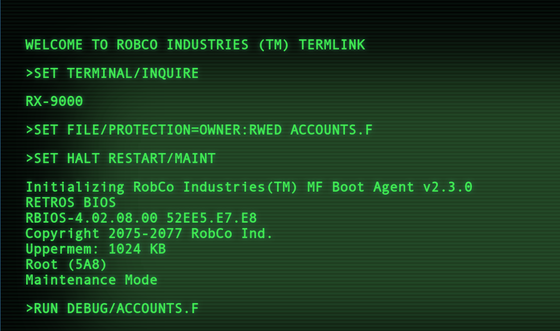 WELCOME TO ROBCO INDUSTRIES (TM) TERMLINK
>SET TERMINAL/INQUIRE
RX-9000
>SET FILE/PROTECTION=OWNER:RWED ACCOUNTS.F
>SET HALT RESTART/MAINT
Initializing RobCo Industries(TM) MF Boot Agent v2.3.0
RETROS BIOS
RBIOS-4.02.08.00 52EE5.E7.E8
Copyright 2075-2077 RobCo Ind.
Uppermem: 1024 KB
Root (5A8)
Maintenance Mode
>RUN DEBUG/ACCOUNTS.F